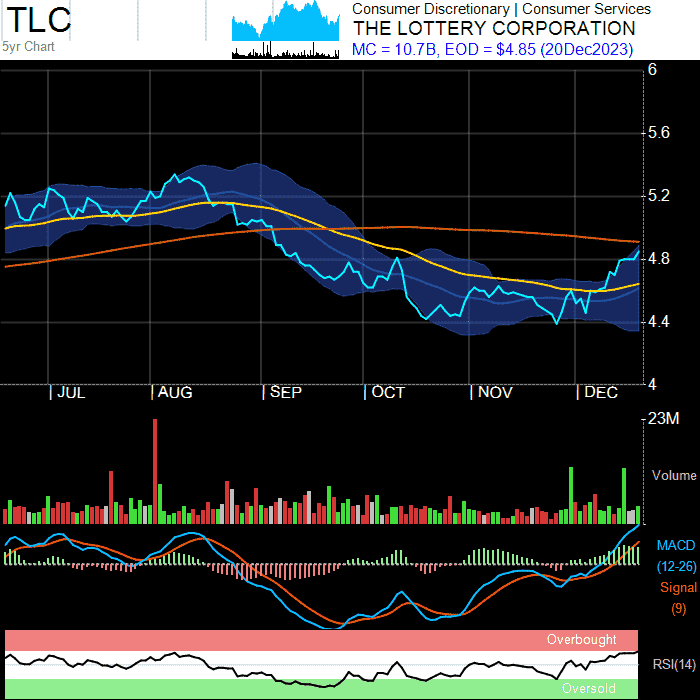 TLC
5yr Chart
Consumer Discretionary | Consumer Services
THE LOTTERY CORPORATION
MC = 10.7B, EOD = $4.85 (20Dec2023)
6
5.6
5.2
4.8
4.4
4
JUL
AUG
SEP
OCT
NOV
DEC
23M
Volume
MACD
(12-26)
Signal
(9)
Overbought
RSI(14)
Oversold